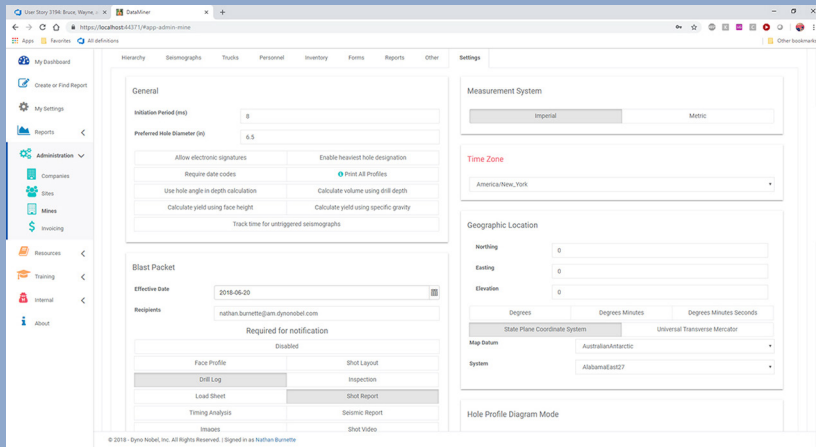 User Story 3194: Bruce, Wayne, 
DataMiner
https://localhost:44371/#app-admin-mine
Apps Favorites All definitions Other bookmarks
My Dashboard
Create or Find Report
My Settings
Reports
Administration
Companies
Sites
Mines
Invoicing
Resources
Training
Internal
About
Hierarchy Seismographs Trucks Personnel Inventory Forms Reports Other Settings
General
Initiation Period (ms) 8
Preferred Hole Diameter (in) 6.5
Allow electronic signatures Enable heaviest hole designation
Require date codes Print All Profiles
Use hole angle in depth calculation Calculate volume using drill depth
Calculate yield using face height Calculate yield using specific gravity
Track time for untriggered seismographs
Blast Packet
Effective Date 2018-06-20
Recipients nathan.burnette@am.dynonobel.com
Required for notification
Disabled
Face Profile Shot Layout
Drill Log Inspection
Load Sheet Shot Report
Timing Analysis Seismic Report
Images Shot Video
Measurement System
Imperial Metric
Time Zone
America/New_York
Geographic Location
Northing 0
Easting 0
Elevation 0
Degrees Degrees Minutes Degrees Minutes Seconds
State Plane Coordinate System Universal Transverse Mercator
Map Datum AustralianAntarctic
System AlabamaEast27
Hole Profile Diagram Mode
© 2018 - Dyno Nobel, Inc. All Rights Reserved. | Signed in as Nathan Burnette